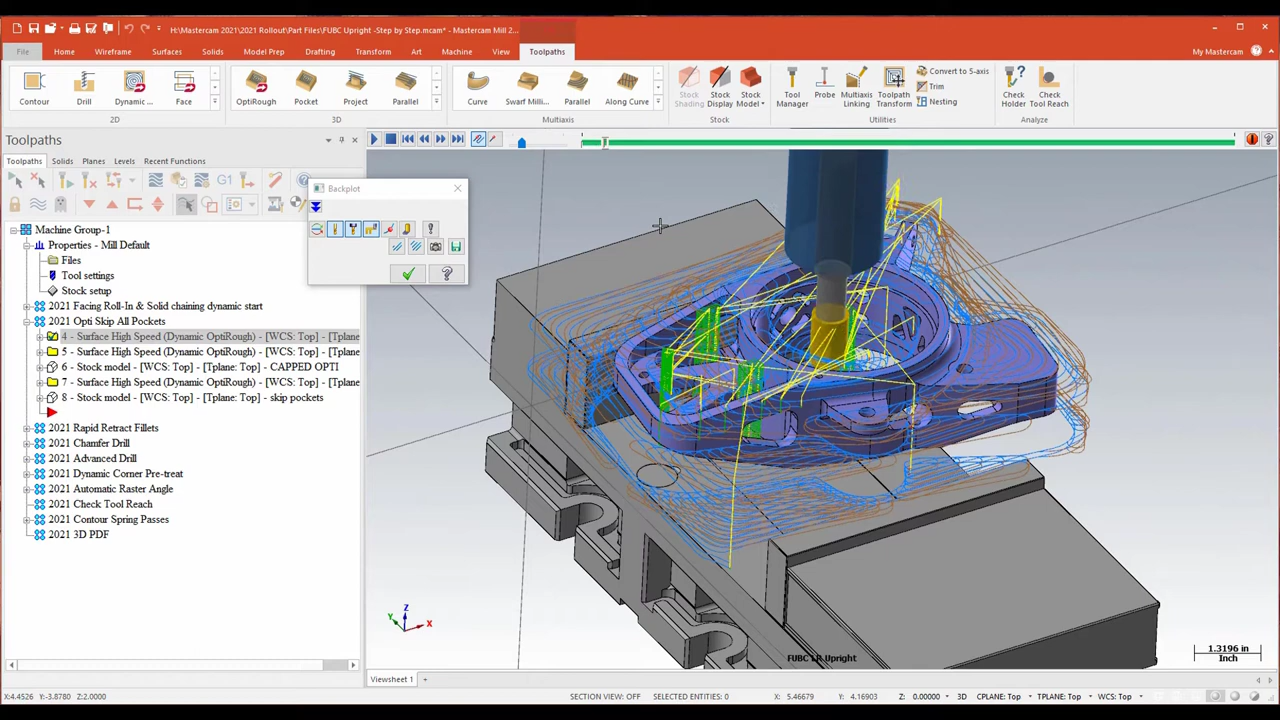 H:\Mastercam 2021\2021 Rollout\Part Files\FUBC Upright -Step by Step.mcam* - Mastercam Mill 2...
File Home Wireframe Surfaces Solids Model Prep Drafting Transform Art Machine View Toolpaths My Mastercam
Contour Drill Dynamic ... Face OptiRough Pocket Project Parallel Curve Swarf Milli... Parallel Along Curve Stock Shading Stock Display Stock Model Tool Manager Probe Multiaxis Linking Toolpath Transform Convert to 5-axis Trim Nesting Check Holder Check Tool Reach
2D 3D Multiaxis Stock Utilities Analyze
Toolpaths
Toolpaths Solids Planes Levels Recent Functions
G1
Backplot
Machine Group-1
Properties - Mill Default
Files
Tool settings
Stock setup
2021 Facing Roll-In & Solid chaining dynamic start
2021 Opti Skip All Pockets
4 - Surface High Speed (Dynamic OptiRough) - [WCS: Top] - [Tplane
5 - Surface High Speed (Dynamic OptiRough) - [WCS: Top] - [Tplane
6 - Stock model - [WCS: Top] - [Tplane: Top] - CAPPED OPTI
7 - Surface High Speed (Dynamic OptiRough) - [WCS: Top] - [Tplane
8 - Stock model - [WCS: Top] - [Tplane: Top] - skip pockets
2021 Rapid Retract Fillets
2021 Chamfer Drill
2021 Advanced Drill
2021 Dynamic Corner Pre-treat
2021 Automatic Raster Angle
2021 Check Tool Reach
2021 Contour Spring Passes
2021 3D PDF
Z
Y
X
FUBC LR Upright
1.3196 in
Inch
Viewsheet1 +
X:4.4526 Y:-3.8780 Z:2.0000 SECTION VIEW: OFF SELECTED ENTITIES: 0 X: 5.46679 Y: 4.16903 Z: 0.00000 3D CPLANE: Top TPLANE: Top WCS: Top